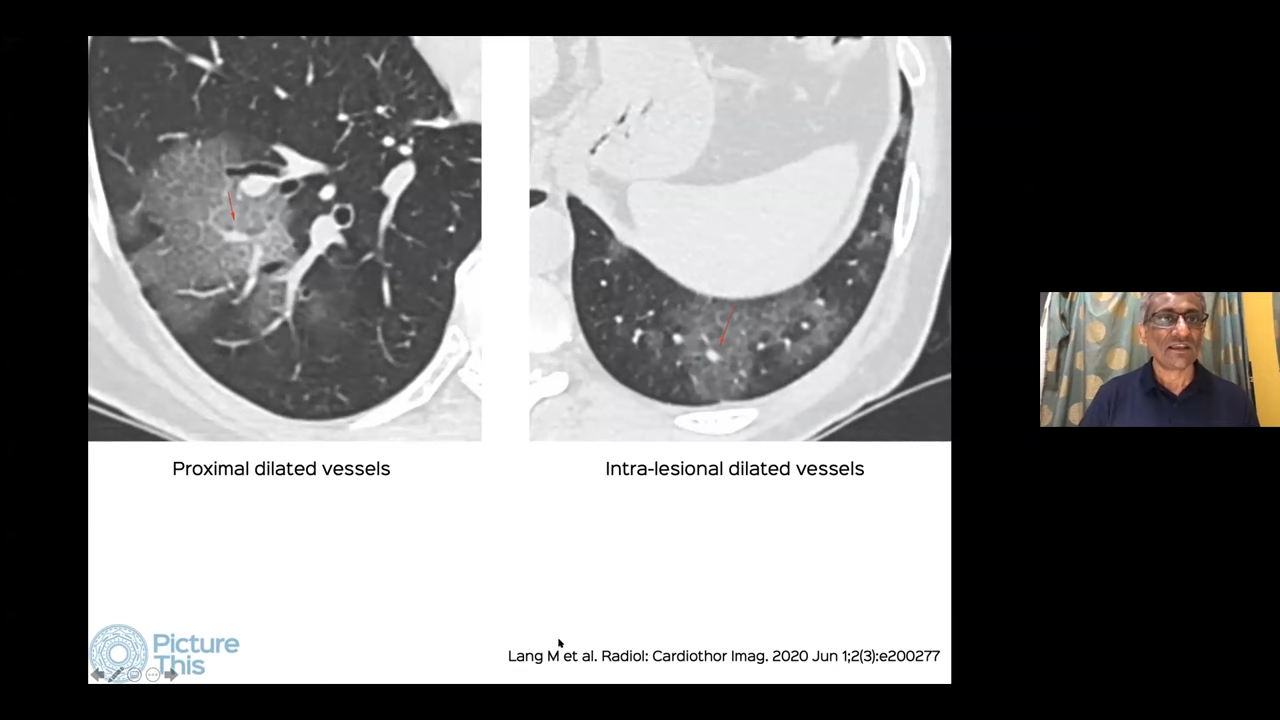 Proximal dilated vessels
Intra-lesional dilated vessels
Picture
This
Lang M et al. Radiol: Cardiothor Imag. 2020 Jun 1;2(3):e200277